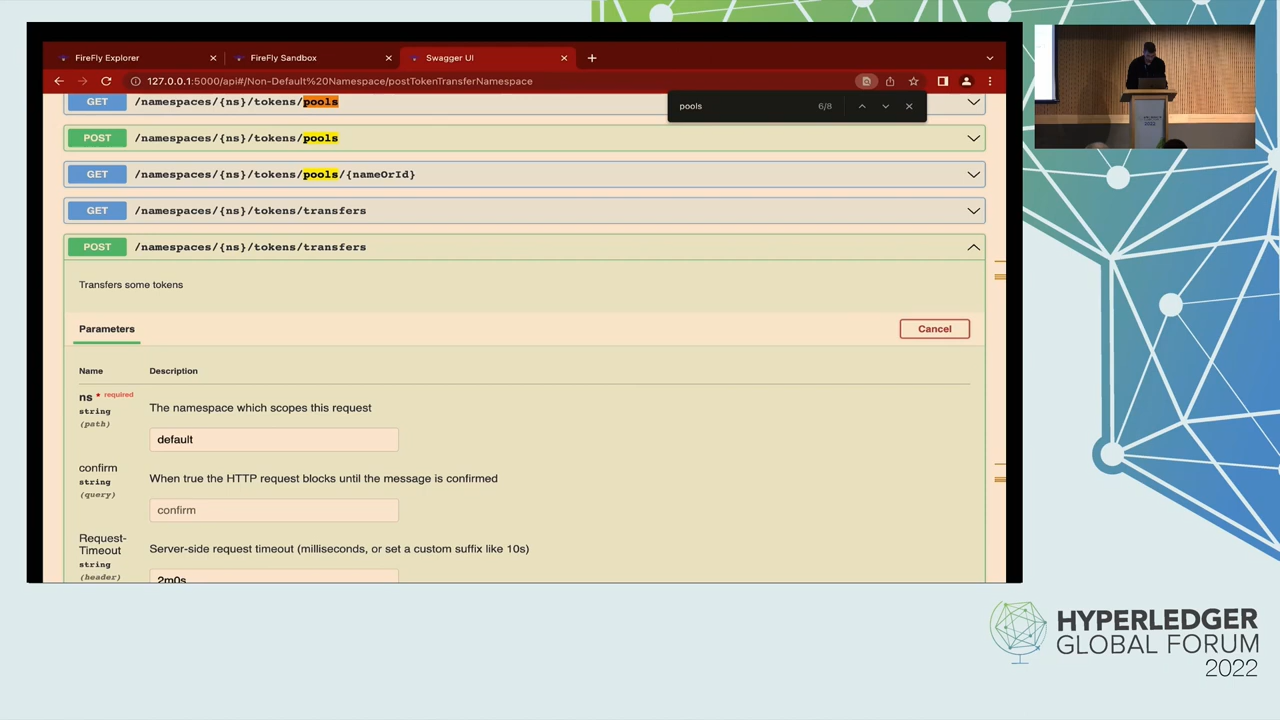 FireFly Explorer
FireFly Sandbox
Swagger UI
127.0.0.1:5000/api#/Non-Default%20Namespace/postTokenTransferNamespace
pools
6/8
GET /namespaces/{ns}/tokens/pools
POST /namespaces/{ns}/tokens/pools
GET /namespaces/{ns}/tokens/pools/{nameOrId}
GET /namespaces/{ns}/tokens/transfers
POST /namespaces/{ns}/tokens/transfers
Transfers some tokens
Parameters
Cancel
Name Description
ns * required
string
(path)
The namespace which scopes this request
default
confirm
string
(query)
When true the HTTP request blocks until the message is confirmed
confirm
Request-
Timeout
string
(header)
Server-side request timeout (milliseconds, or set a custom suffix like 10s)
2m0s
HYPERLEDGER
GLOBAL FORUM
2022